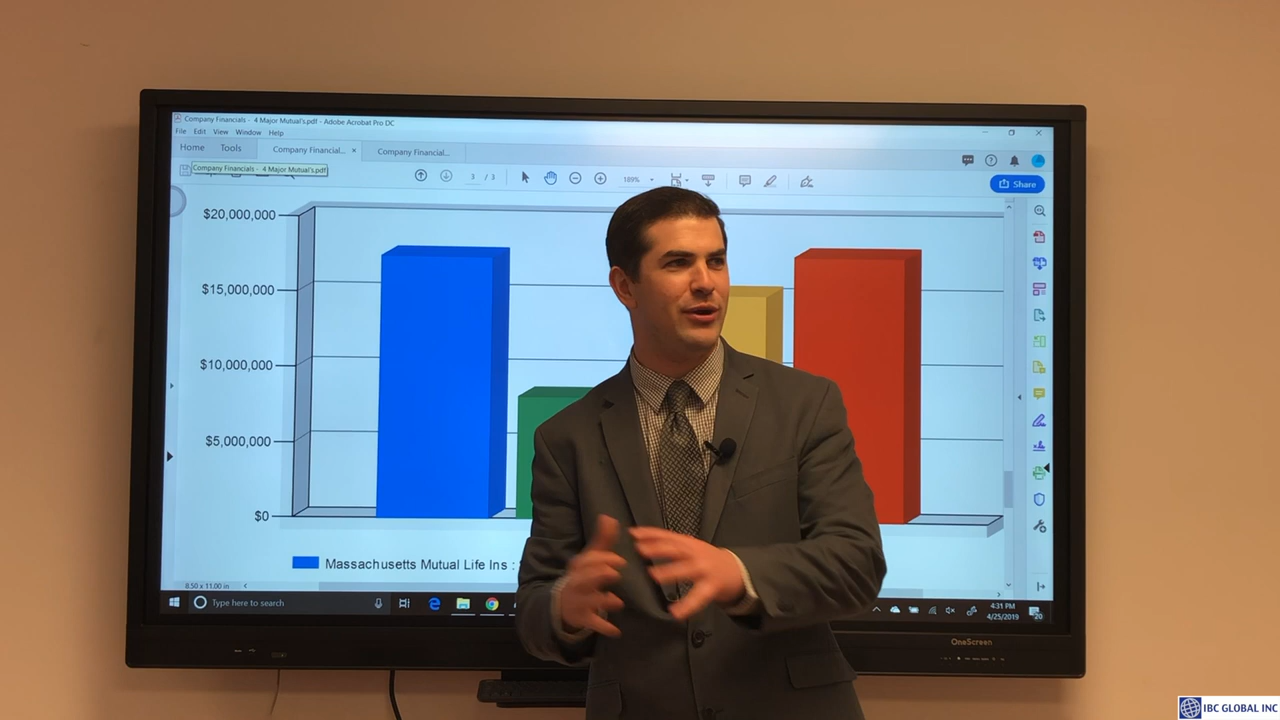 Company Financials - 4 Major Mutual's.pdf - Adobe Acrobat Pro DC
File Edit View Window Help
Home Tools Company Financial... × Company Financial...
Company Financials - 4 Major Mutual's.pdf
3 / 3 189%
Share
$20,000,000
$15,000,000
$10,000,000
$5,000,000
$0
Massachusetts Mutual Life Ins :
8.50 x 11.00 in
Type here to search
4:31 PM
4/25/2019
20
OneScreen
IBC GLOBAL INC